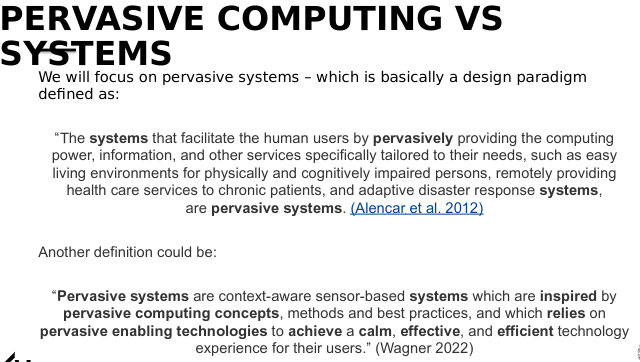 PERVASIVE COMPUTING VS
SYSTEMS
We will focus on pervasive systems – which is basically a design paradigm
defined as:
“The systems that facilitate the human users by pervasively providing the computing
power, information, and other services specifically tailored to their needs, such as easy
living environments for physically and cognitively impaired persons, remotely providing
health care services to chronic patients, and adaptive disaster response systems,
are pervasive systems. (Alencar et al. 2012)
Another definition could be:
“Pervasive systems are context-aware sensor-based systems which are inspired by
pervasive computing concepts, methods and best practices, and which relies on
pervasive enabling technologies to achieve a calm, effective, and efficient technology
experience for their users.” (Wagner 2022)